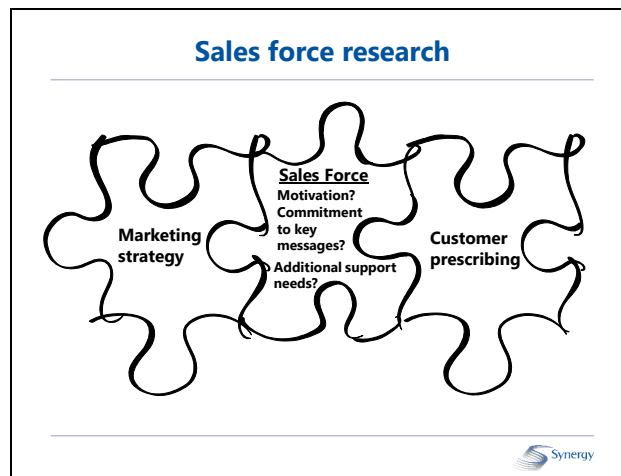 Sales force research
Marketing
strategy
Sales Force
Motivation?
Commitment
to key
messages?
Additional support
needs?
Customer
prescribing
Synergy